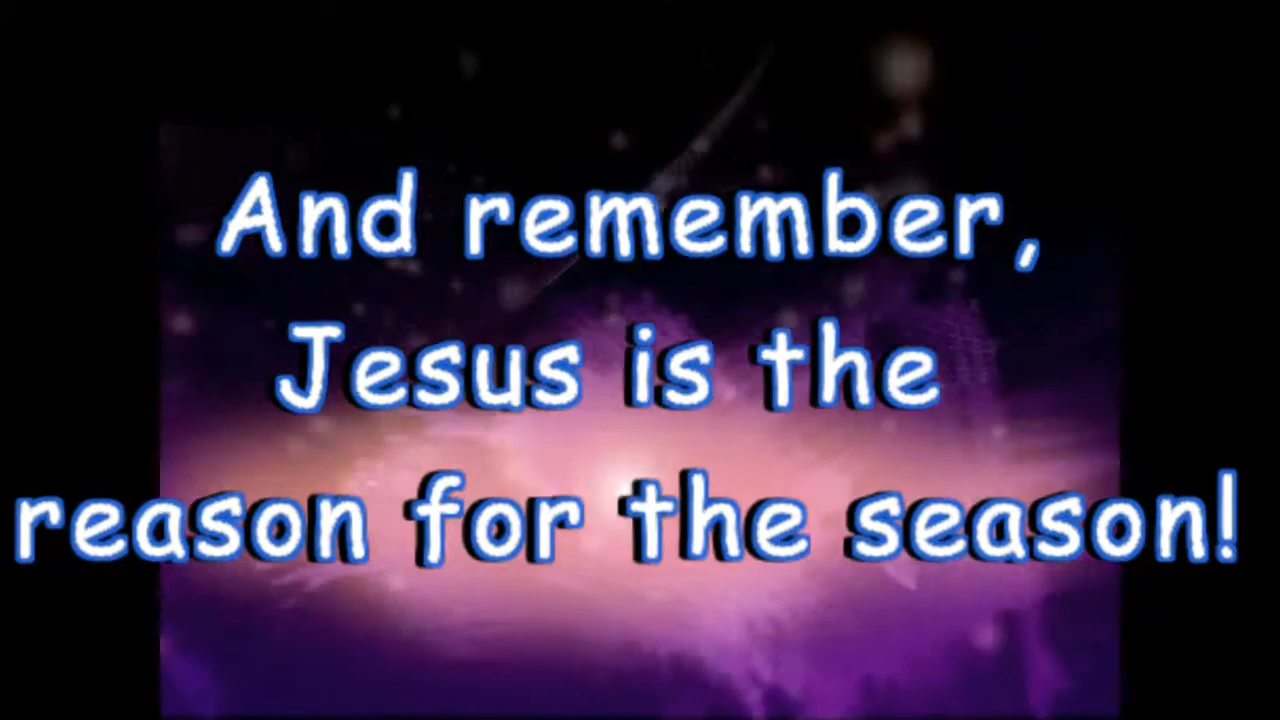 And remember,
Jesus is the
reason for the season!